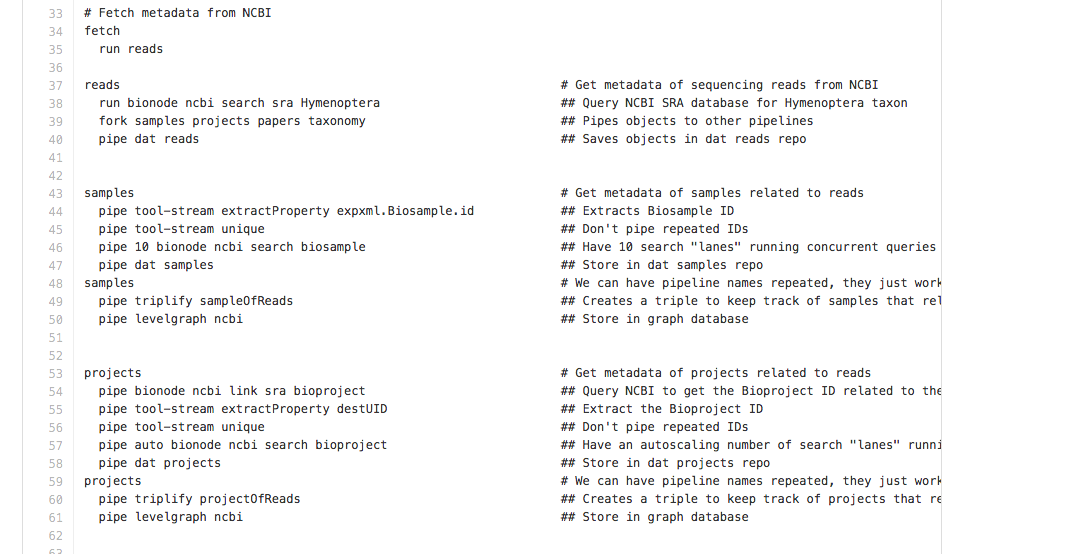 33 # Fetch metadata from NCBI
34 fetch
35 run reads
36
37 reads # Get metadata of sequencing reads from NCBI
38 run bionode ncbi search sra Hymenoptera ## Query NCBI SRA database for Hymenoptera taxon
39 fork samples projects papers taxonomy ## Pipes objects to other pipelines
40 pipe dat reads ## Saves objects in dat reads repo
41
42
43 samples # Get metadata of samples related to reads
44 pipe tool-stream extractProperty expxml.Biosample.id ## Extracts Biosample ID
45 pipe tool-stream unique ## Don't pipe repeated IDs
46 pipe 10 bionode ncbi search biosample ## Have 10 search "lanes" running concurrent queries
47 pipe dat samples ## Store in dat samples repo
48 samples # We can have pipeline names repeated, they just work
49 pipe triplify sampleOfReads ## Creates a triple to keep track of samples that rel
50 pipe levelgraph ncbi ## Store in graph database
51
52
53 projects # Get metadata of projects related to reads
54 pipe bionode ncbi link sra bioproject ## Query NCBI to get the Bioproject ID related to the
55 pipe tool-stream extractProperty destUID ## Extract the Bioproject ID
56 pipe tool-stream unique ## Don't pipe repeated IDs
57 pipe auto bionode ncbi search bioproject ## Have an autoscaling number of search "lanes" runni
58 pipe dat projects ## Store in dat projects repo
59 projects # We can have pipeline names repeated, they just work
60 pipe triplify projectOfReads ## Creates a triple to keep track of projects that re
61 pipe levelgraph ncbi ## Store in graph database
62